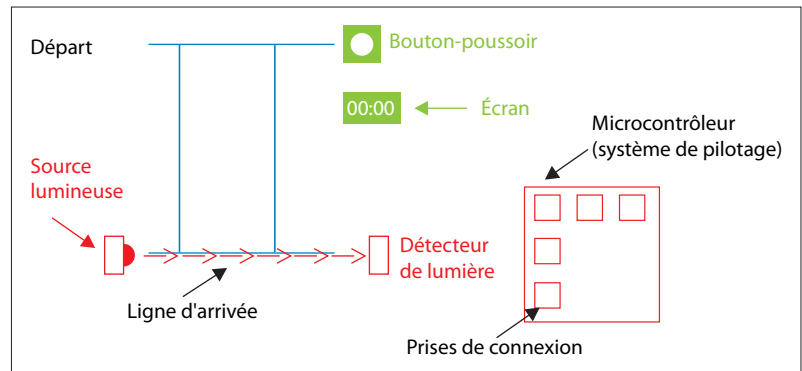 Départ
Bouton-poussoir
00:00
Écran
Microcontrôleur
(système de pilotage)
Source
lumineuse
Détecteur
de lumière
Ligne d'arrivée
Prises de connexion